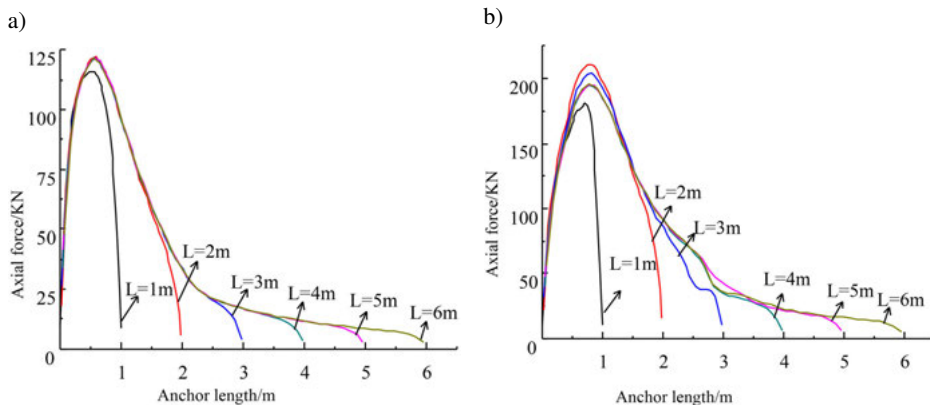 a)
125
100
75
50
25
0
Axial force/KN
L=1m
L=2m
L=3m
L=4m
L=5m
L=6m
1 2 3 4 5 6
Anchor length/m
b)
200
150
100
50
0
Axial force/KN
L=2m
L=3m
L=1m
L=4m
L=5m
L=6m
1 2 3 4 5 6
Anchor length/m